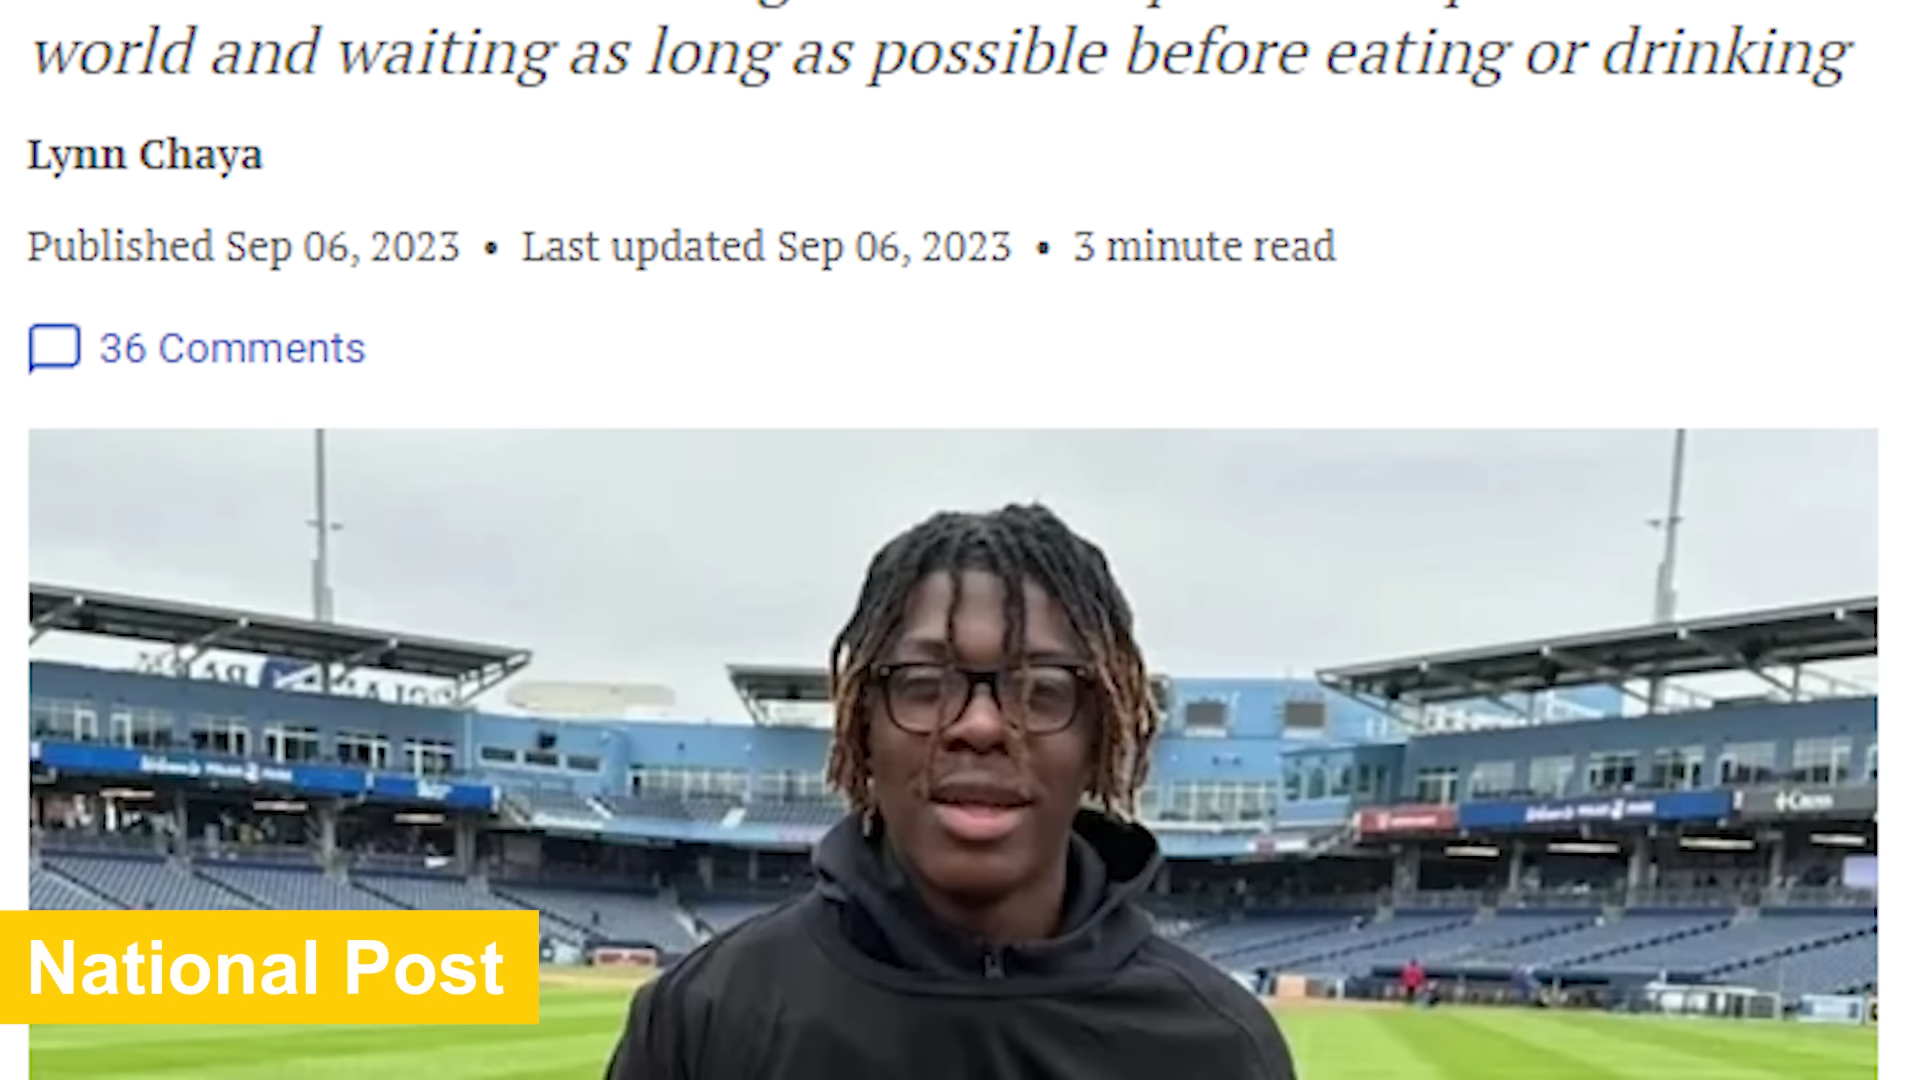 world and waiting as long as possible before eating or drinking
Lynn Chaya
Published Sep 06, 2023 • Last updated Sep 06, 2023 • 3 minute read
36 Comments
National Post